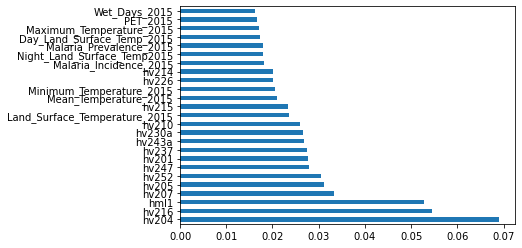 Wet_Days_2015
PET_2015
Maximum_Temperature_2015
Day_Land_Surface_Temp_2015
Malaria_Prevalence_2015
Night_Land_Surface_Temp2015
Malaria_Incidence_2015
hv214
hv226
Minimum_Temperature_2015
Mean_Temperature_2015
hv215
Land_Surface_Temperature_2015
hv210
hv230a
hv243a
hv237
hv201
hv247
hv252
hv205
hv207
hml1
hv216
hv204
0.00 0.01 0.02 0.03 0.04 0.05 0.06 0.07